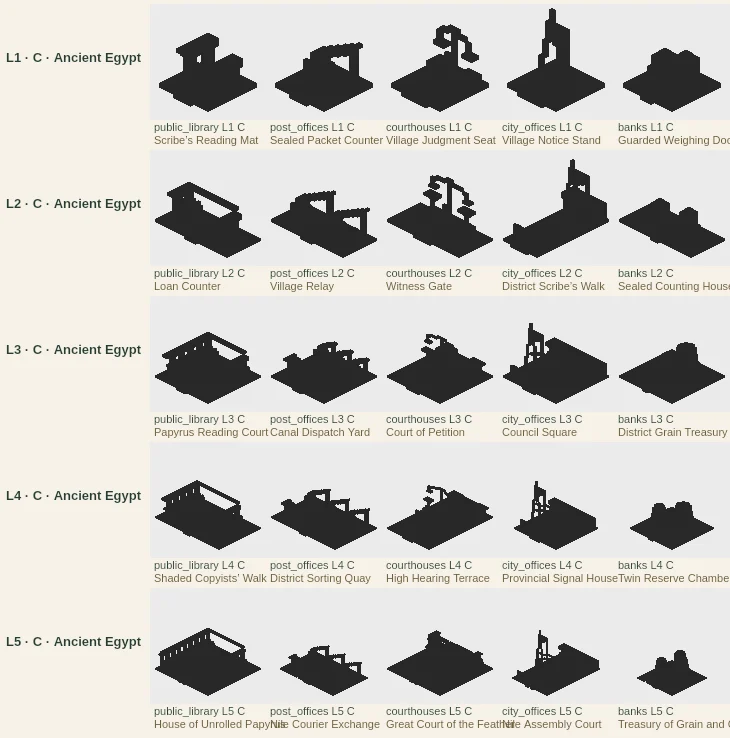 L1 · C · Ancient Egypt
public_library L1 C
Scribe's Reading Mat
post_offices L1 C
Sealed Packet Counter
courthouses L1 C
Village Judgment Seat
city_offices L1 C
Village Notice Stand
banks L1 C
Guarded Weighing
L2 · C · Ancient Egypt
public_library L2 C
Loan Counter
post_offices L2 C
Village Relay
courthouses L2 C
Witness Gate
city_offices L2 C
District Scribe's Walk
banks L2 C
Sealed Counting House
L3 · C · Ancient Egypt
public_library L3 C
Papyrus Reading Court
post_offices L3 C
Canal Dispatch Yard
courthouses L3 C
Court of Petition
city_offices L3 C
Council Square
banks L3 C
District Grain Treasury
L4 · C · Ancient Egypt
public_library L4 C
Shaded Copyists' Walk
post_offices L4 C
District Sorting Quay
courthouses L4 C
High Hearing Terrace
city_offices L4 C
Provincial Signal House
banks L4 C
Twin Reserve Chambe
L5 · C · Ancient Egypt
public_library L5 C
House of Unrolled Papyrus
post_offices L5 C
Nile Courier Exchange
courthouses L5 C
Great Court of the Feather
city_offices L5 C
Nile Assembly Court
banks L5 C
Treasury of Grain and